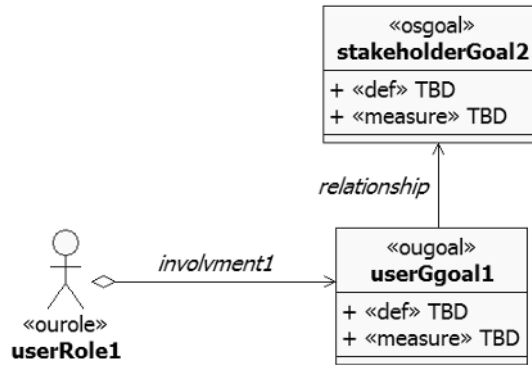 «osgoal»
stakeholderGoal2
+ «def» TBD
+ «measure» TBD
relationship
involvment1
«ougoal»
userGgoal1
+ «def» TBD
+ «measure» TBD
«ourole»
userRole1